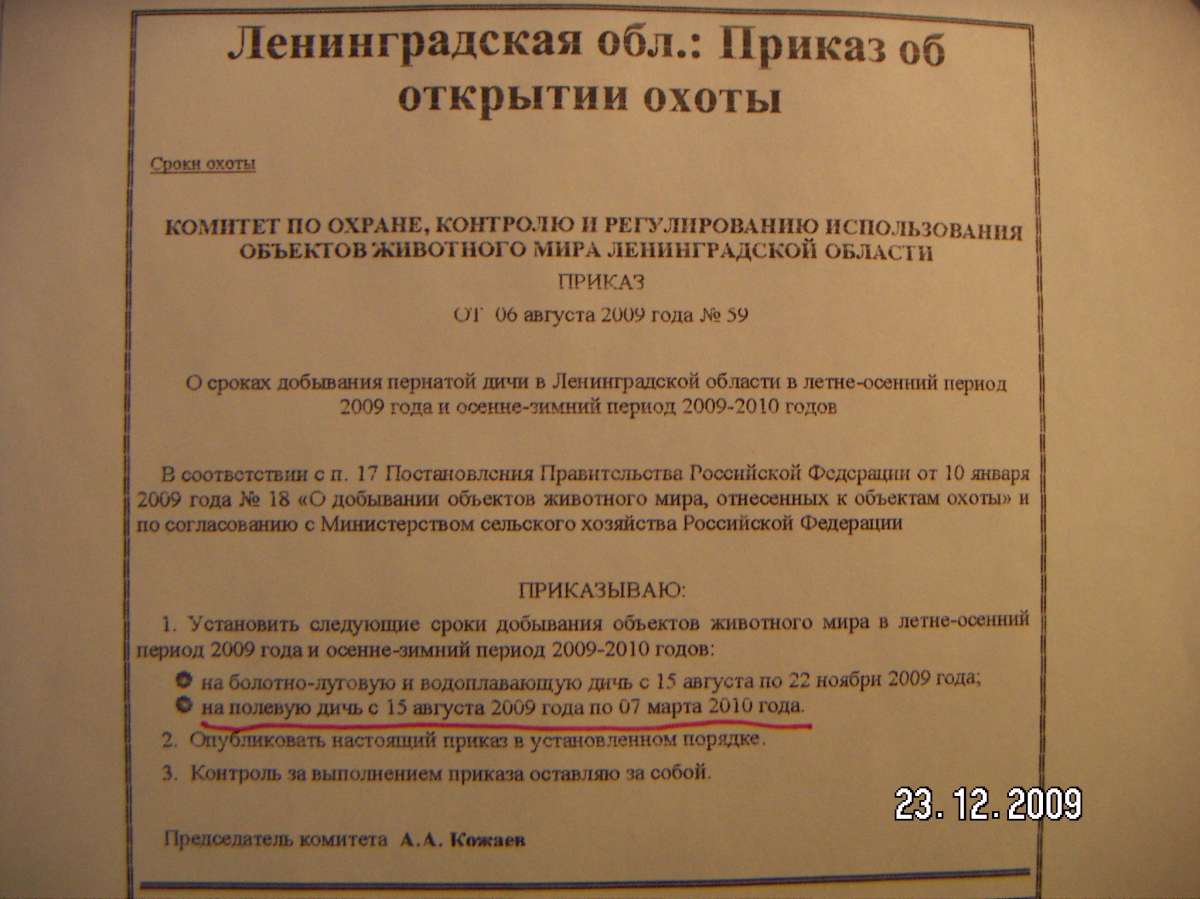 Ленинградская обл.: Приказ об
открытии охоты
Сроки охоты
КОМИТЕТ ПО ОХРАНЕ, КОНТРОЛЮ И РЕГУЛИРОВАНИЮ ИСПОЛЬЗОВАНИЯ
ОБЪЕКТОВ ЖИВОТНОГО МИРА ЛЕНИНГРАДСКОЙ ОБЛАСТИ
ПРИКАЗ
ОТ 06 августа 2009 года № 59
О сроках добывания пернатой дичи в Ленинградской области в летне-осенний период
2009 года и осенне-зимний период 2009-2010 годов
В соответствии с п. 17 Постановления Правительства Российской Федерации от 10 января
2009 года № 18 «О добывании объектов животного мира, отнесенных к объектам охоты» и
по согласованию с Министерством сельского хозяйства Российской Федерации
ПРИКАЗЫВАЮ:
1. Установить следующие сроки добывания объектов животного мира в летне-осенний
период 2009 года и осенне-зимний период 2009-2010 годов:
на болотно-луговую и водоплавающую дичь с 15 августа по 22 ноября 2009 года;
на полевую дичь с 15 августа 2009 года по 07 марта 2010 года.
2. Опубликовать настоящий приказ в установленном порядке.
3. Контроль за выполнением приказа оставляю за собой.
23.12.2009
Председатель комитета А.А. Кожаев